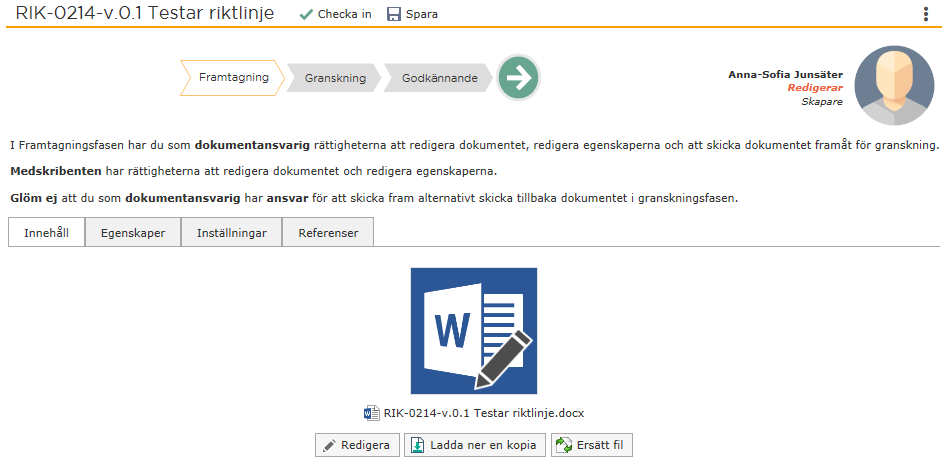 RIK-0214-v.0.1 Testar riktlinje Checka in Spara
Framtagning Granskning Godkännande
Anna-Sofia Junsäter
Redigerar
Skapare
I Framtagningsfasen har du som dokumentansvarig rättigheterna att redigera dokumentet, redigera egenskaperna och att skicka dokumentet framåt för granskning.
Medskribenten har rättigheterna att redigera dokumentet och redigera egenskaperna.
Glöm ej att du som dokumentansvarig har ansvar för att skicka fram alternativt skicka tillbaka dokumentet i granskningsfasen.
Innehåll Egenskaper Inställningar Referenser
W
RIK-0214-v.0.1 Testar riktlinje.docx
Redigera Ladda ner en kopia Ersätt fil